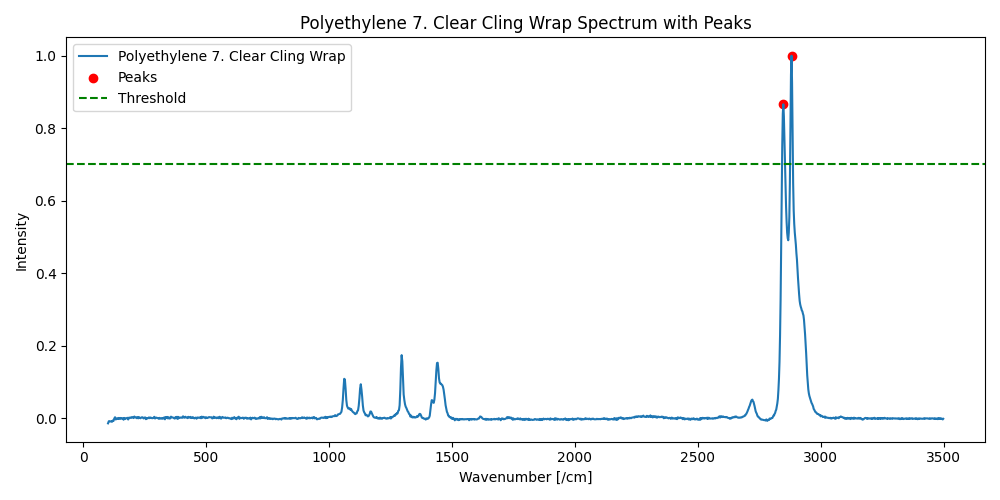 Polyethylene 7. Clear Cling Wrap Spectrum with Peaks
Polyethylene 7. Clear Cling Wrap
Peaks
Threshold
Intensity
1.0
0.8
0.6
0.4
0.2
0.0
0 500 1000 1500 2000 2500 3000 3500
Wavenumber [/cm]